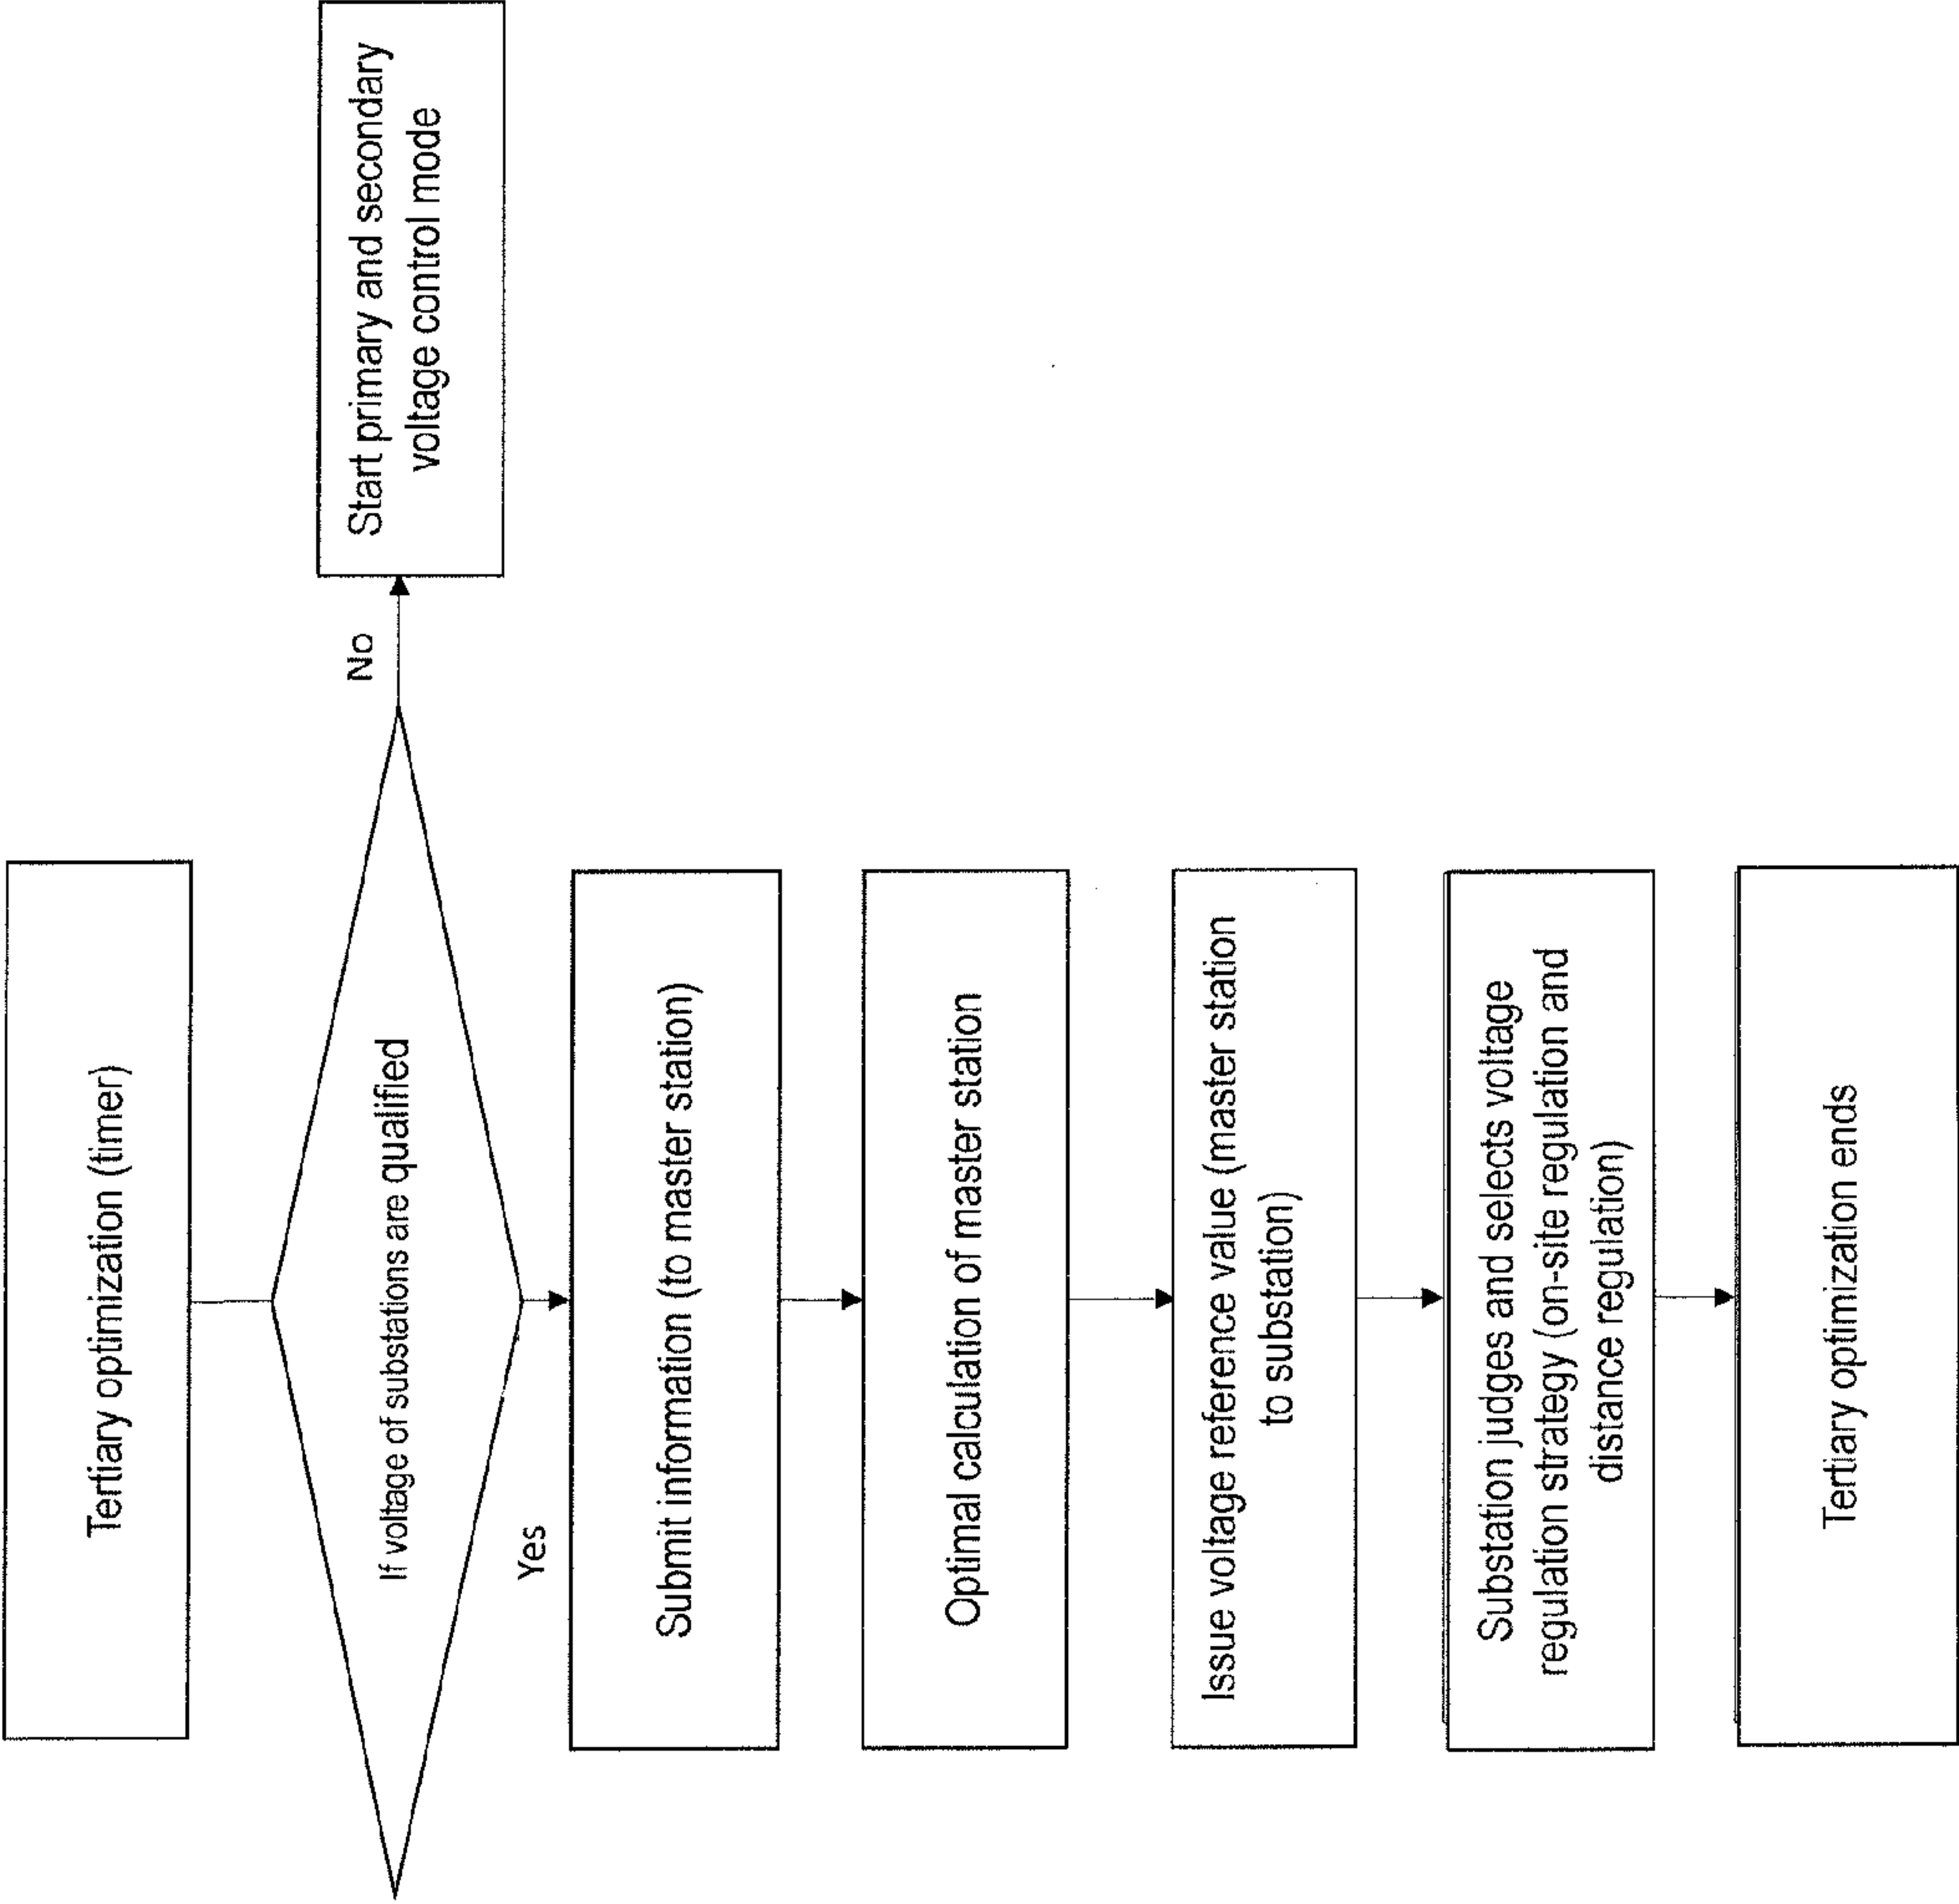 Tertiary optimization (timer)
If voltage of substations are qualified
No
Start primary and secondary
voltage control mode
Yes
Submit information (to master station)
Optimal calculation of master station
Issue voltage reference value (master station
to substation)
Substation judges and selects voltage
regulation strategy (on-site regulation and
distance regulation)
Tertiary optimization ends